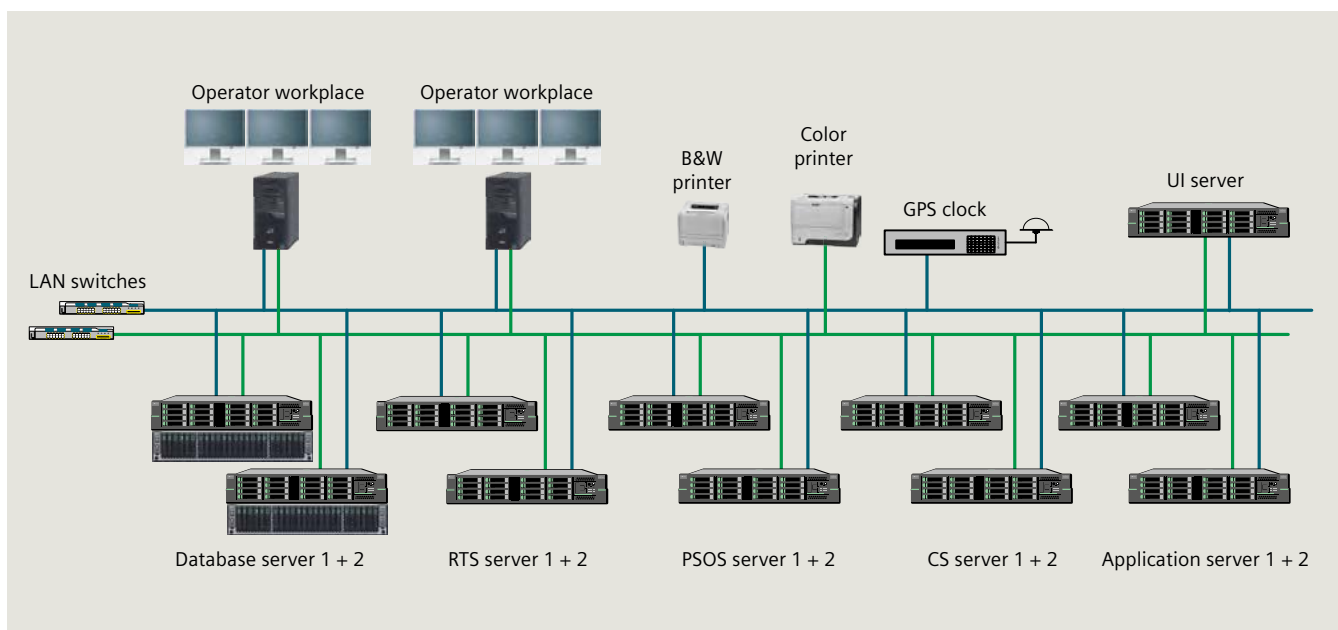 Operator workplace
Operator workplace
Color
printer
B&W
printer
UI server
GPS clock
LAN switches
Database server 1 + 2
RTS server 1 + 2
PSOS server 1 + 2
CS server 1 + 2
Application server 1 + 2